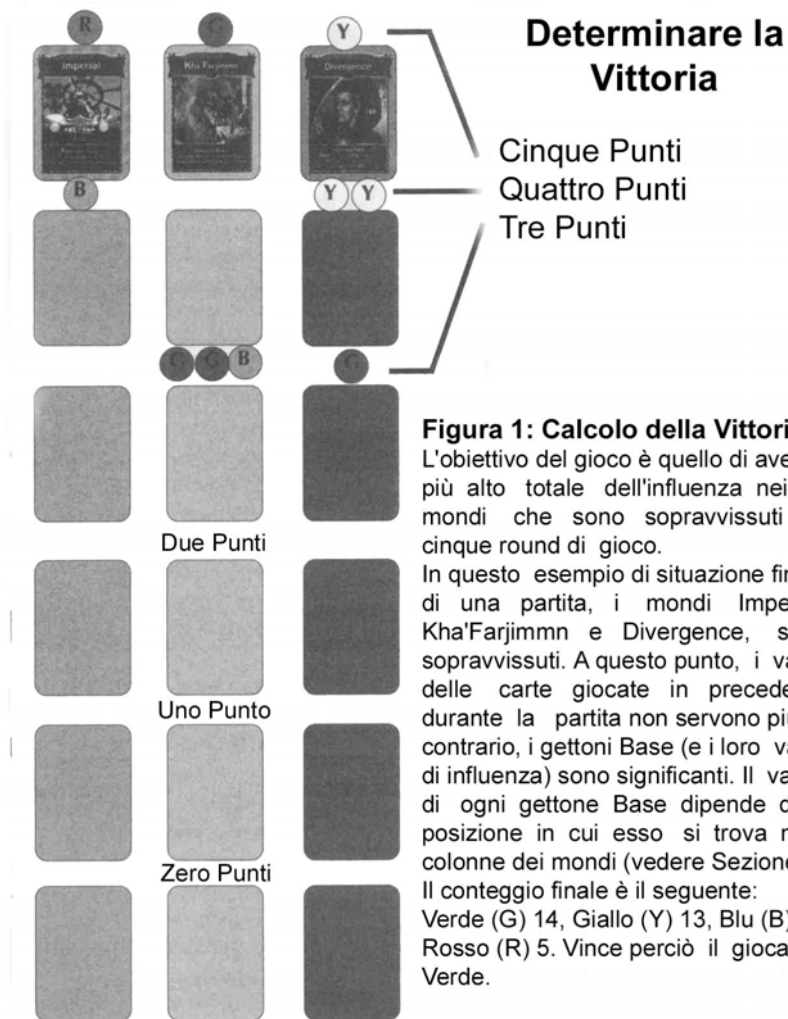 R
G
Y
Imperial
Kha'Farjimmn
Divergence
B
Y Y
G G B
G
Due Punti
Uno Punto
Zero Punti
Determinare la
Vittoria
Cinque Punti
Quattro Punti
Tre Punti
Figura 1: Calcolo della Vittori
L'obiettivo del gioco è quello di ave
più alto totale dell'influenza nei
mondi che sono sopravvissuti
cinque round di gioco.
In questo esempio di situazione fin
di una partita, i mondi Impe
Kha'Farjimmn e Divergence, s
sopravvissuti. A questo punto, i va
delle carte giocate in precede
durante la partita non servono più
contrario, i gettoni Base (e i loro va
di influenza) sono significanti. Il va
di ogni gettone Base dipende d
posizione in cui esso si trova n
colonne dei mondi (vedere Sezione
Il conteggio finale è il seguente:
Verde (G) 14, Giallo (Y) 13, Blu (B)
Rosso (R) 5. Vince perciò il gioca
Verde.